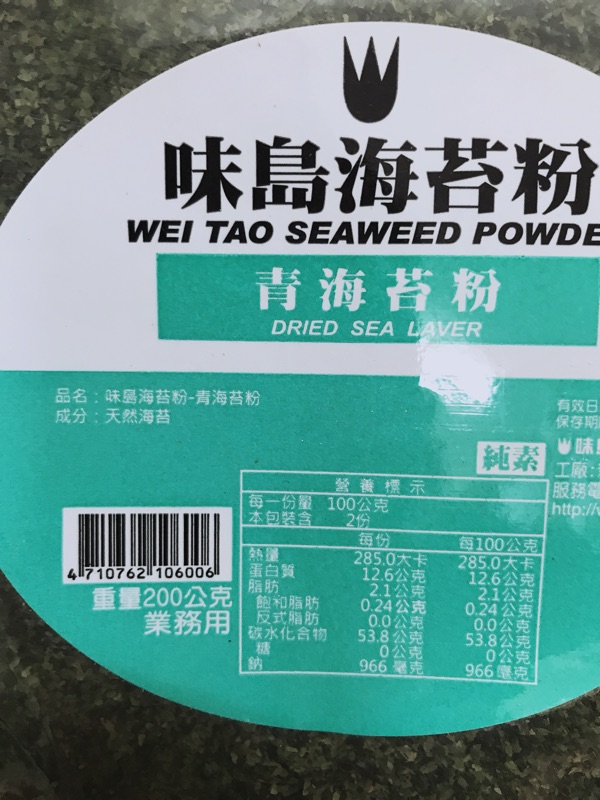 味島海苔粉
WEI TAO SEAWEED POWDE
青海苔粉
DRIED SEA LAVER
品名：味島海苔粉-青海苔粉
成分：天然海苔
有效日
保存期
味
工廠：
服務電
http://
純素
營養標示
每一份量 100公克
本包裝含 2份
每份 每100公克
熱量 285.0大卡 285.0大卡
蛋白質 12.6公克 12.6公克
脂肪 2.1公克 2.1公克
飽和脂肪 0.24公克 0.24公克
反式脂肪 0.0公克 0.0公克
碳水化合物 53.8公克 53.8公克
糖 0公克 0公克
鈉 966毫克 966毫克
4 710762 106006
重量200公克
業務用